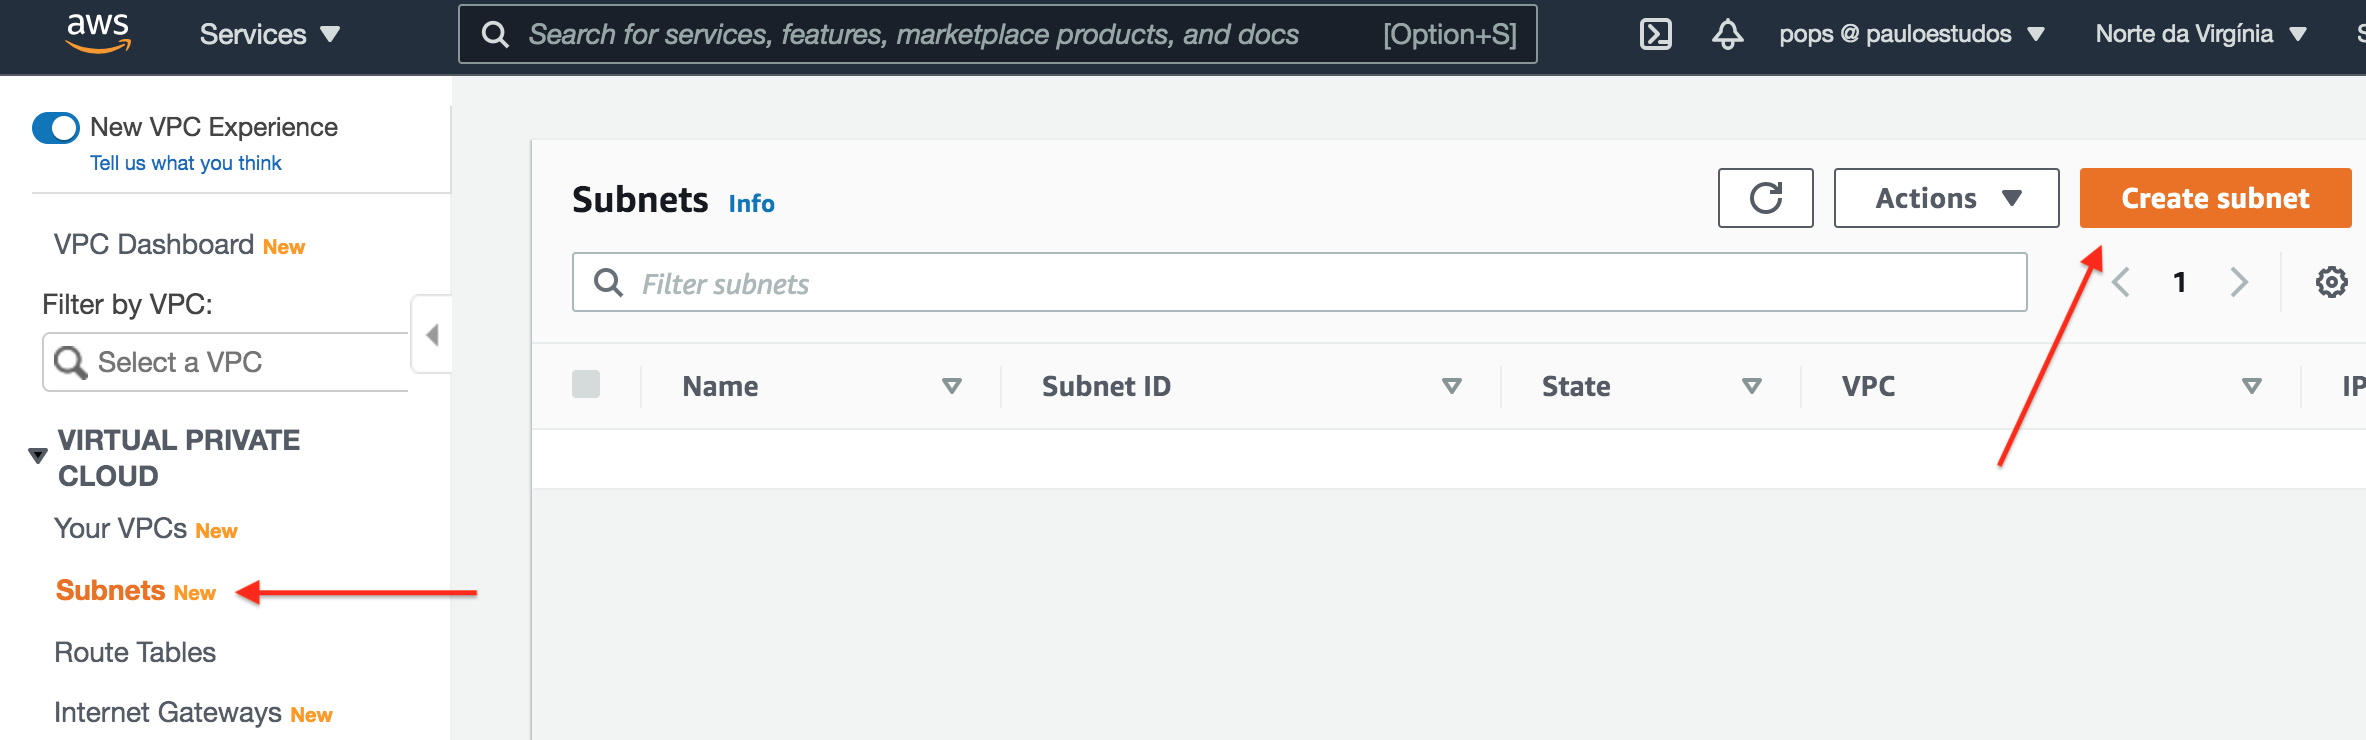 aws Services Search for services, features, marketplace products, and docs [Option+S] pops @ pauloestudos Norte da Virgínia
New VPC Experience
Tell us what you think
VPC Dashboard New
Filter by VPC:
Select a VPC
VIRTUAL PRIVATE
CLOUD
Your VPCs New
Subnets New
Route Tables
Internet Gateways New
Subnets Info Actions Create subnet
Filter subnets 1
Name Subnet ID State VPC IP